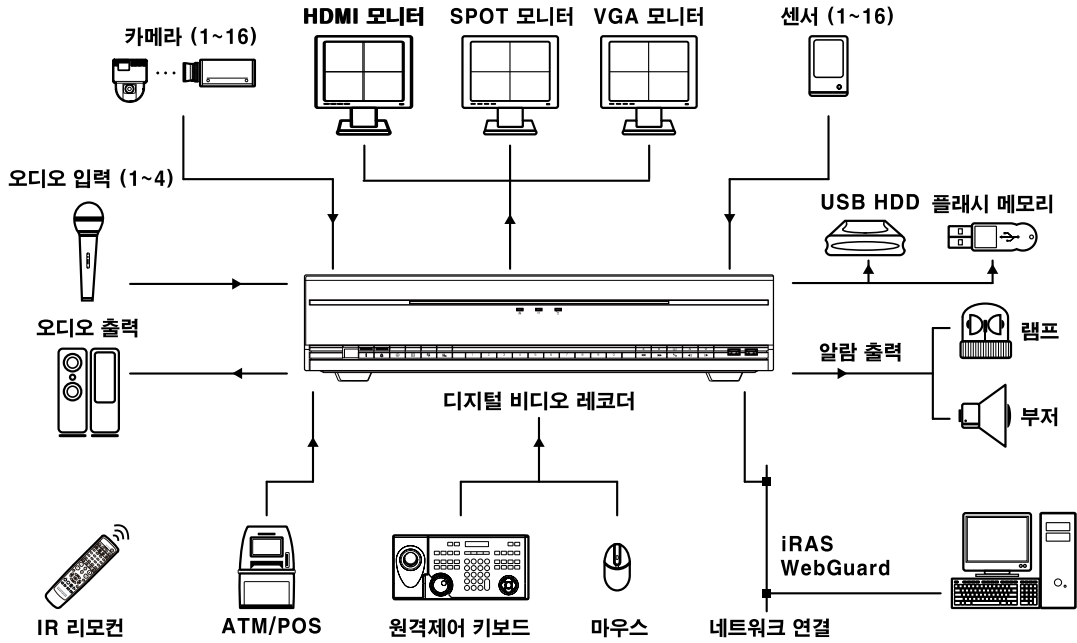 HDMI 모니터
SPOT 모니터
VGA 모니터
센서 (1~16)
카메라 (1~16)
오디오 입력 (1~4)
USB HDD
플래시 메모리
오디오 출력
알람 출력
램프
부저
디지털 비디오 레코더
iRAS
WebGuard
IR 리모컨
ATM/POS
원격제어 키보드
마우스
네트워크 연결